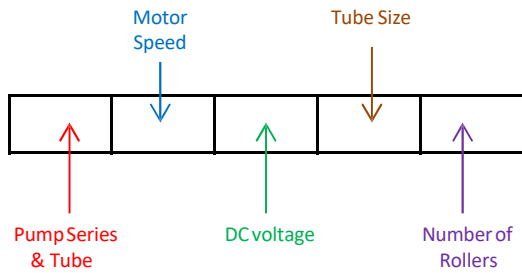 Motor
Speed
Tube Size
Pump Series
& Tube
DC voltage
Number of
Rollers